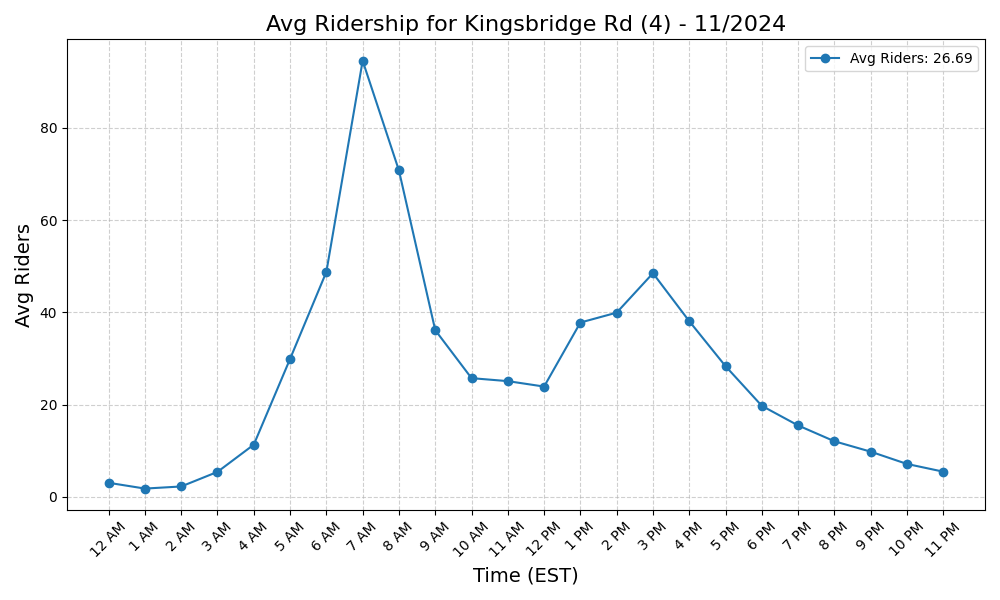 Avg Ridership for Kingsbridge Rd (4) - 11/2024
Avg Riders: 26.69
Avg Riders
80
60
40
20
0
12 AM
1 AM
2 AM
3 AM
4 AM
5 AM
6 AM
7 AM
8 AM
9 AM
10 AM
11 AM
12 PM
1 PM
2 PM
3 PM
4 PM
5 PM
6 PM
7 PM
8 PM
9 PM
10 PM
11 PM
Time (EST)